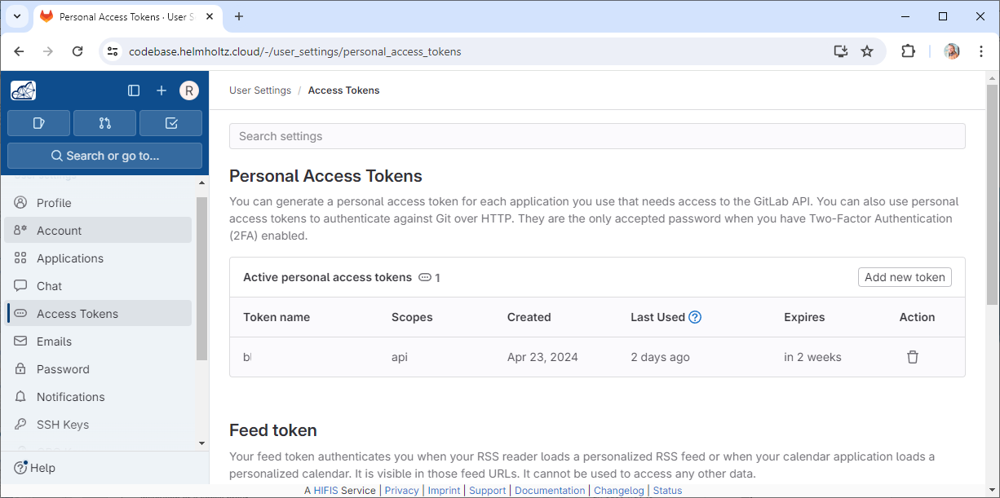 Personal Access Tokens · User S
codebase.helmholtz.cloud/-/user_settings/personal_access_tokens
R
Search or go to...
User Settings
Profile
Account
Applications
Chat
Access Tokens
Emails
Password
Notifications
SSH Keys
Help
User Settings / Access Tokens
Search settings
Personal Access Tokens
You can generate a personal access token for each application you use that needs access to the GitLab API. You can also use personal
access tokens to authenticate against Git over HTTP. They are the only accepted password when you have Two-Factor Authentication
(2FA) enabled.
Active personal access tokens 1 Add new token
Token name Scopes Created Last Used Expires Action
api Apr 23, 2024 2 days ago in 2 weeks
Feed token
Your feed token authenticates you when your RSS reader loads a personalized RSS feed or when your calendar application loads a
personalized calendar. It is visible in those feed URLs. It cannot be used to access any other data.
A HIFIS Service | Privacy | Imprint | Support | Documentation | Changelog | Status